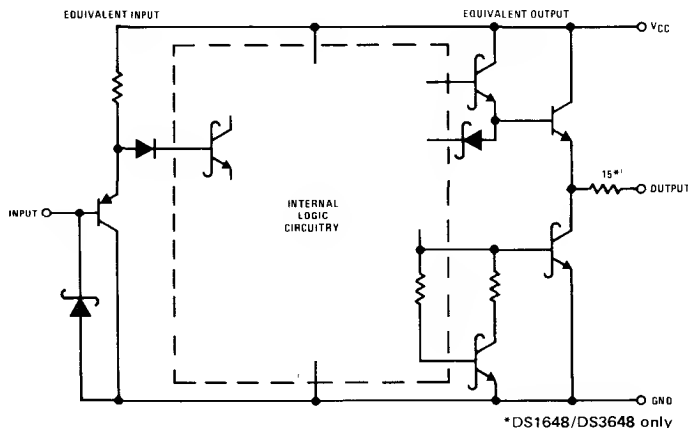 EQUIVALENT INPUT
EQUIVALENT OUTPUT
VCC
15*
OUTPUT
INPUT
INTERNAL
LOGIC
CIRCUITRY
GND
*DS1648/DS3648 only